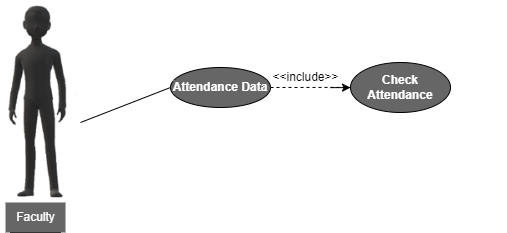 <<include>>
Attendance Data
Check
Attendance
Faculty